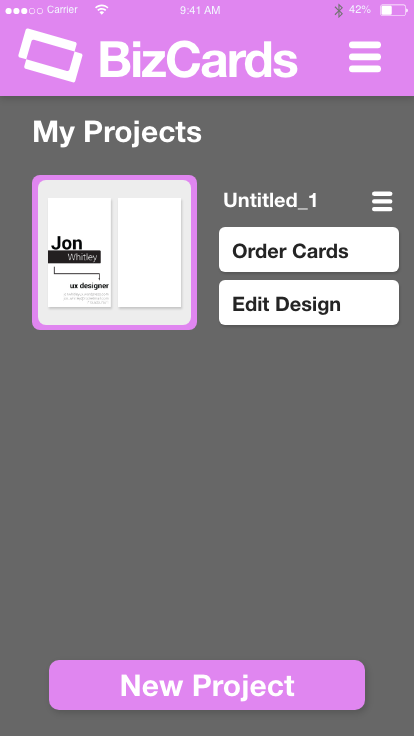 Carrier 9:41 AM 42%
BizCards
My Projects
Untitled_1
Jon
Whitley
ux designer
Order Cards
Edit Design
New Project